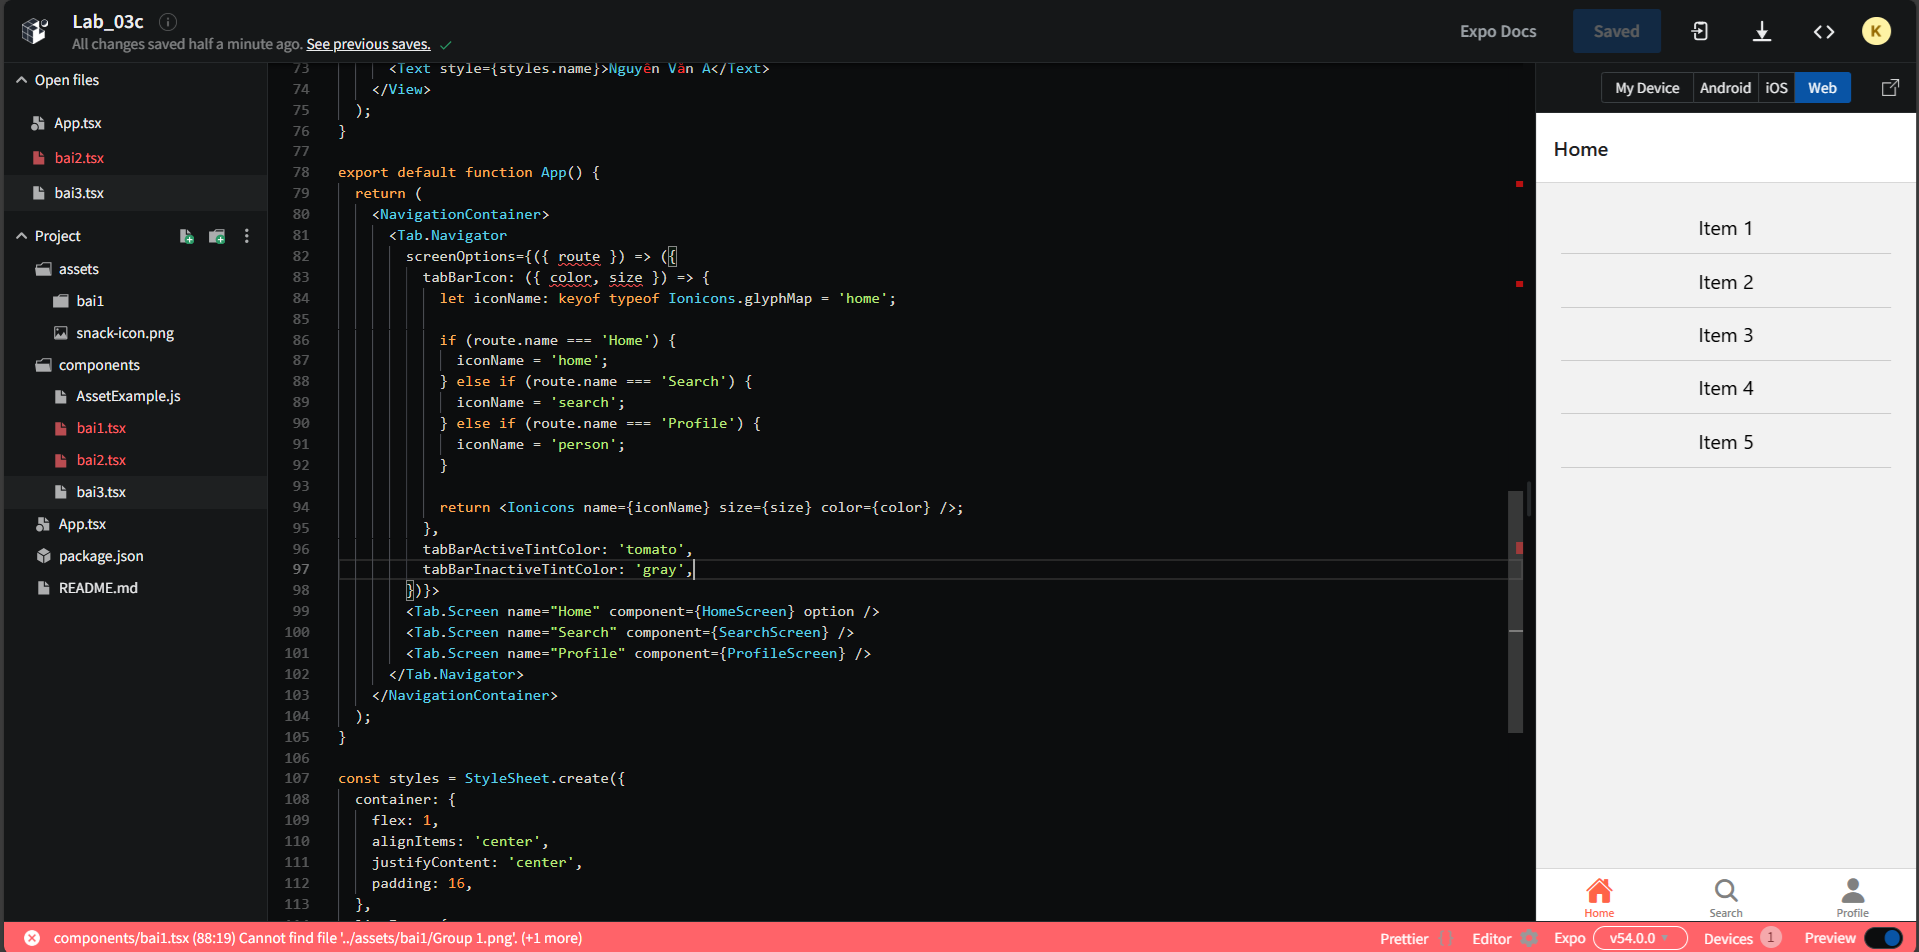 Lab_03c
All changes saved half a minute ago. See previous saves.
Expo Docs
Saved
K
Open files
App.tsx
bai2.tsx
bai3.tsx
Project
assets
bai1
snack-icon.png
components
AssetExample.js
bai1.tsx
bai2.tsx
bai3.tsx
App.tsx
package.json
README.md
73 <Text style={styles.name}>Nguyễn Văn A</Text>
74 </View>
75 );
76 }
77
78 export default function App() {
79 return (
80 <NavigationContainer>
81 <Tab.Navigator
82 screenOptions={({ route }) => ({
83 tabBarIcon: ({ color, size }) => {
84 let iconName: keyof typeof Ionicons.glyphMap = 'home';
85
86 if (route.name === 'Home') {
87 iconName = 'home';
88 } else if (route.name === 'Search') {
89 iconName = 'search';
90 } else if (route.name === 'Profile') {
91 iconName = 'person';
92 }
93
94 return <Ionicons name={iconName} size={size} color={color} />;
95 },
96 tabBarActiveTintColor: 'tomato',
97 tabBarInactiveTintColor: 'gray',
98 })}>
99 <Tab.Screen name="Home" component={HomeScreen} option />
100 <Tab.Screen name="Search" component={SearchScreen} />
101 <Tab.Screen name="Profile" component={ProfileScreen} />
102 </Tab.Navigator>
103 </NavigationContainer>
104 );
105 }
106
107 const styles = StyleSheet.create({
108 container: {
109 flex: 1,
110 alignItems: 'center',
111 justifyContent: 'center',
112 padding: 16,
113 },
My Device Android iOS Web
Home
Item 1
Item 2
Item 3
Item 4
Item 5
Home Search Profile
components/bai1.tsx (88:19) Cannot find file '../assets/bai1/Group 1.png'. (+1 more)
Prettier { } Editor Expo v54.0.0 Devices 1 Preview